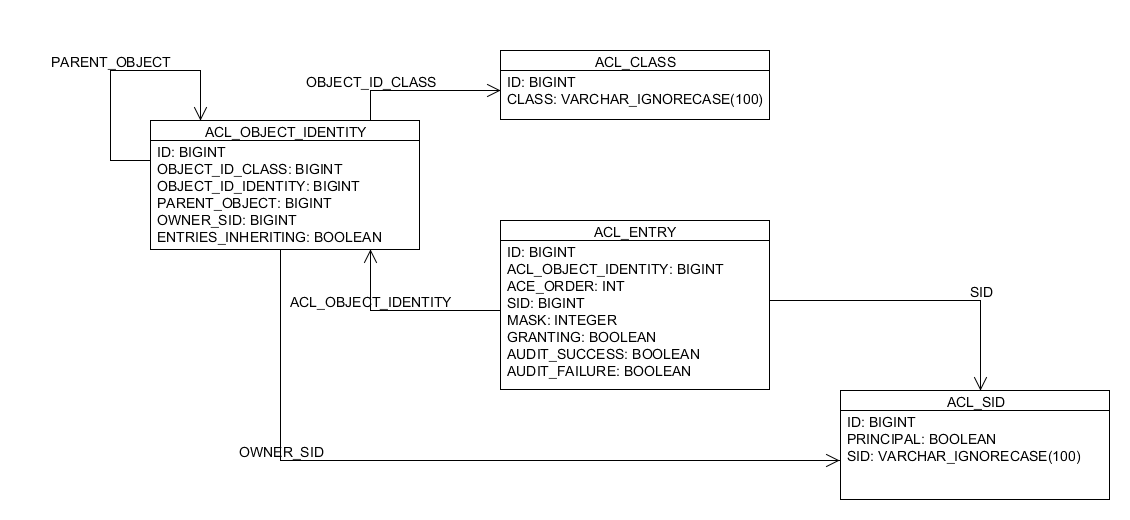 PARENT_OBJECT
OBJECT_ID_CLASS
ACL_CLASS
ID: BIGINT
CLASS: VARCHAR_IGNORECASE(100)
ACL_OBJECT_IDENTITY
ID: BIGINT
OBJECT_ID_CLASS: BIGINT
OBJECT_ID_IDENTITY: BIGINT
PARENT_OBJECT: BIGINT
OWNER_SID: BIGINT
ENTRIES_INHERITING: BOOLEAN
ACL_ENTRY
ID: BIGINT
ACL_OBJECT_IDENTITY: BIGINT
ACE_ORDER: INT
SID: BIGINT
MASK: INTEGER
GRANTING: BOOLEAN
AUDIT_SUCCESS: BOOLEAN
AUDIT_FAILURE: BOOLEAN
ACL_OBJECT_IDENTITY
SID
ACL_SID
ID: BIGINT
PRINCIPAL: BOOLEAN
SID: VARCHAR_IGNORECASE(100)
OWNER_SID